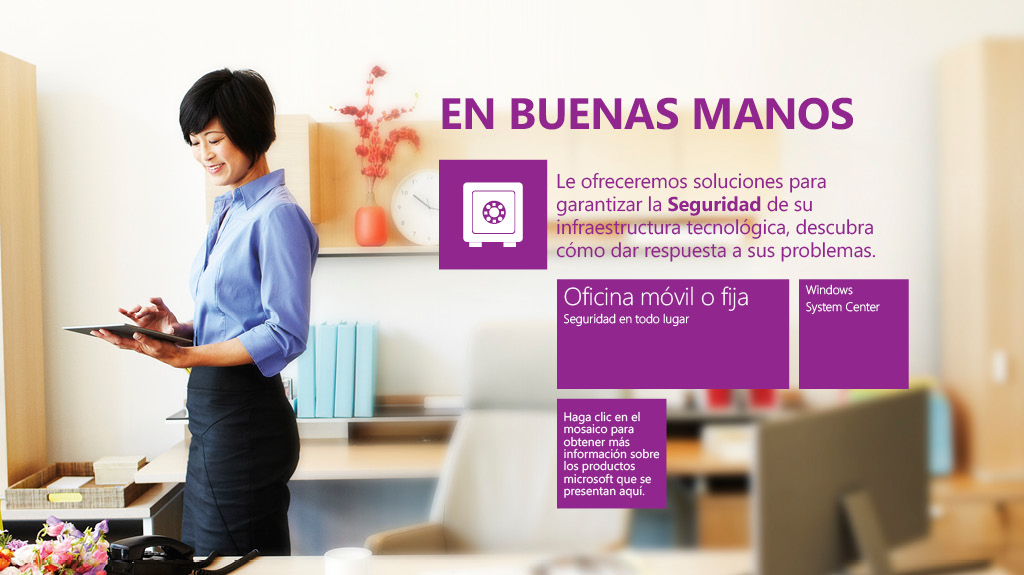 EN BUENAS MANOS
Le ofreceremos soluciones para
garantizar la Seguridad de su
infraestructura tecnológica, descubra
cómo dar respuesta a sus problemas.
Oficina móvil o fija
Seguridad en todo lugar
Windows
System Center
Haga clic en el
mosaico para
obtener más
información sobre
los productos
microsoft que se
presentan aquí.